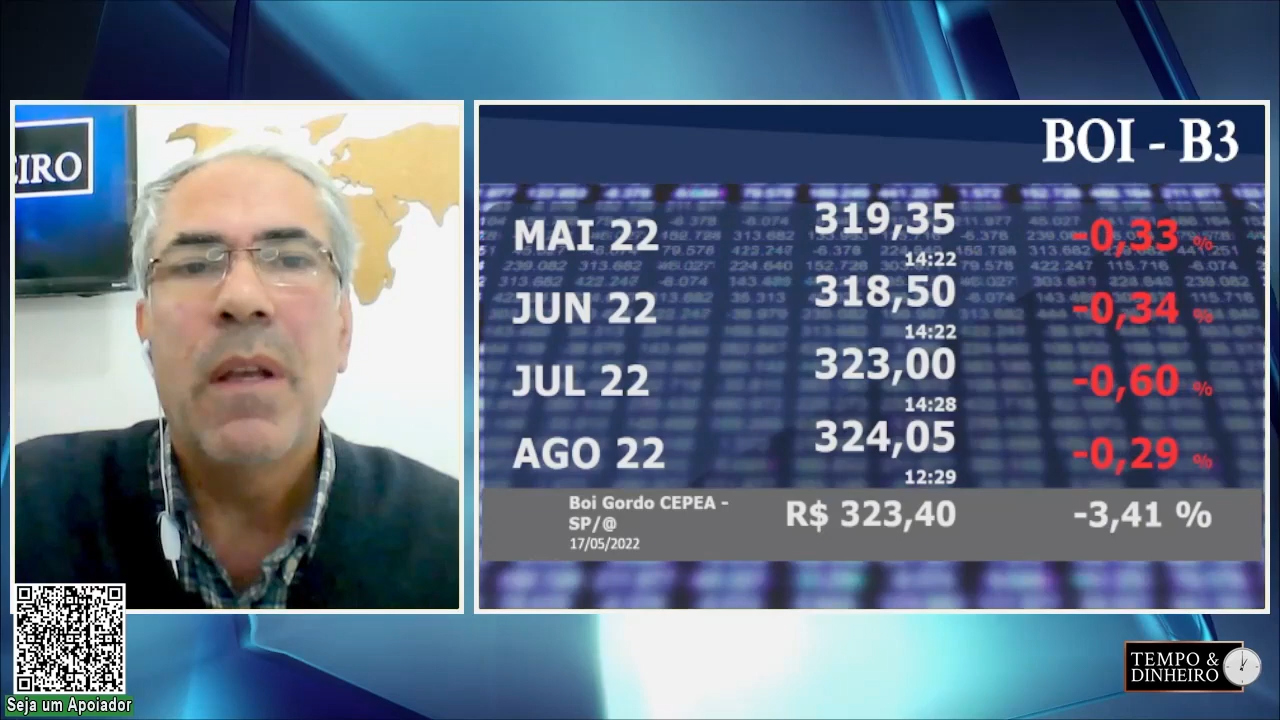 EIRO
BOI - B3
MAI 22 319,35 -0,33 %
14:22
JUN 22 318,50 -0,34 %
14:22
JUL 22 323,00 -0,60 %
14:28
AGO 22 324,05 -0,29 %
12:29
Boi Gordo CEPEA -
SP/@ R$ 323,40 -3,41 %
17/05/2022
Seja um Apoiador
TEMPO &
DINHEIRO